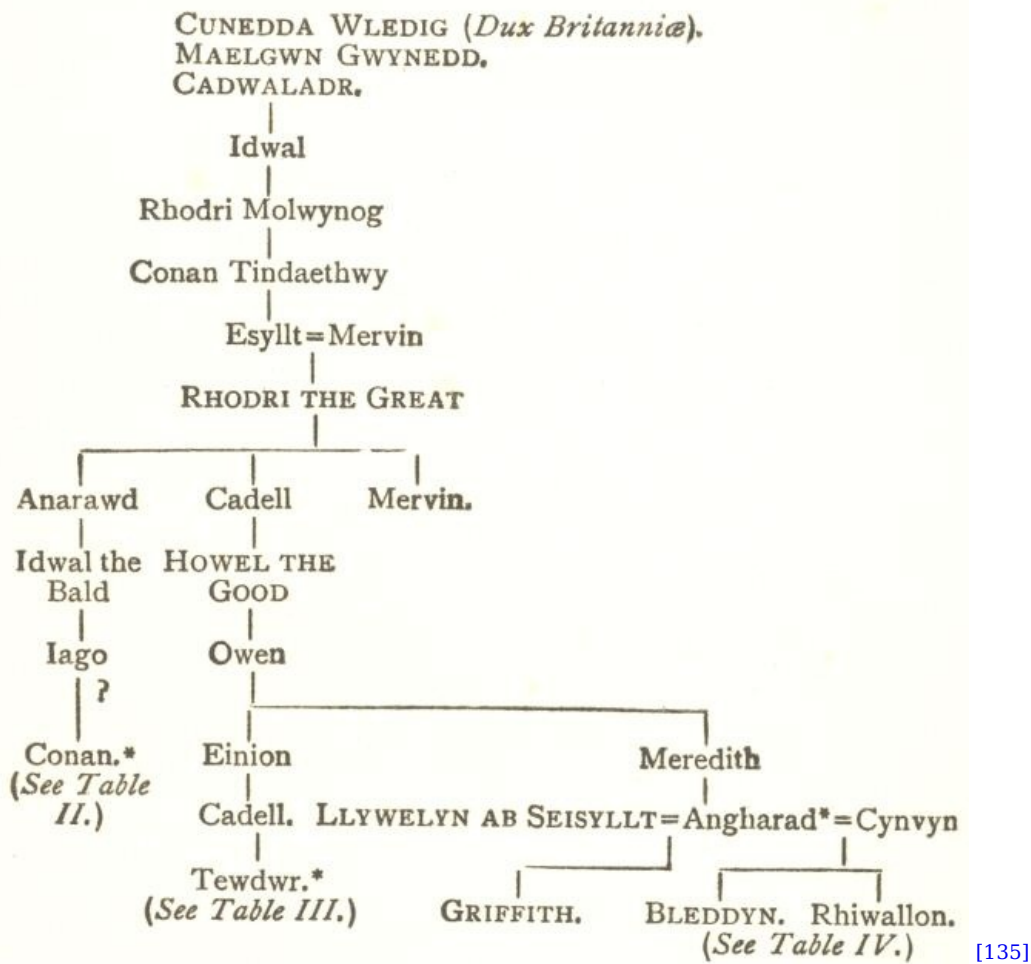 CUNEDDA WLEDIG (Dux Britanniæ).
MAELGWN GWYNEDD.
CADWALADR.
Idwal
Rhodri Molwynog
Conan Tindaethwy
Esyllt=Mervin
RHODRI THE GREAT
Anarawd Cadell Mervin.
Idwal the HOWEL THE
Bald GOOD
Iago Owen
?
Conan.* Einion Meredith
(See Table
II.) Cadell. LLYWELYN AB SEISYLLT=Angharad*=Cynvyn
Tewdwr.*
(See Table III.) GRIFFITH. BLEDDYN. Rhiwallon.
(See Table IV.)
[135]